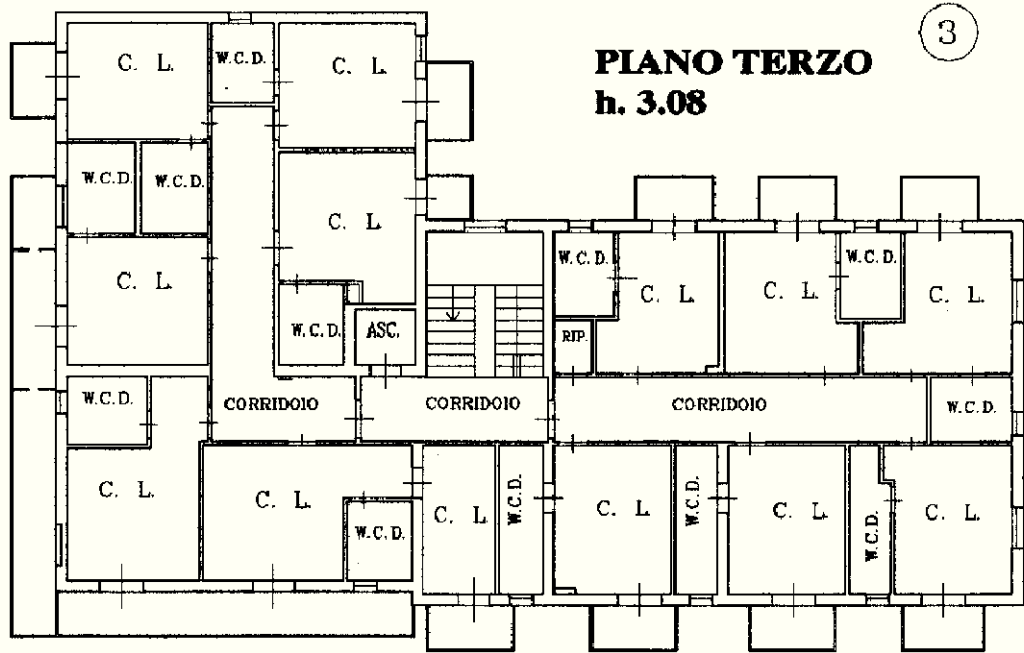 3
PIANO TERZO
h. 3.08
C. L.
W.C.D.
C. L.
W.C.D.
W.C.D.
C. L
C. L.
W.C.D.
ASC.
W.C.D.
C. L.
C. L.
W.C.D.
C. L.
RIP.
W.C.D.
CORRIDOIO
CORRIDOIO
CORRIDOIO
W.C.D.
C. L.
C. L.
W.C.D.
C. L
W.C.D.
C. L
W.C.D.
C. L
W.C.D.
C. L.